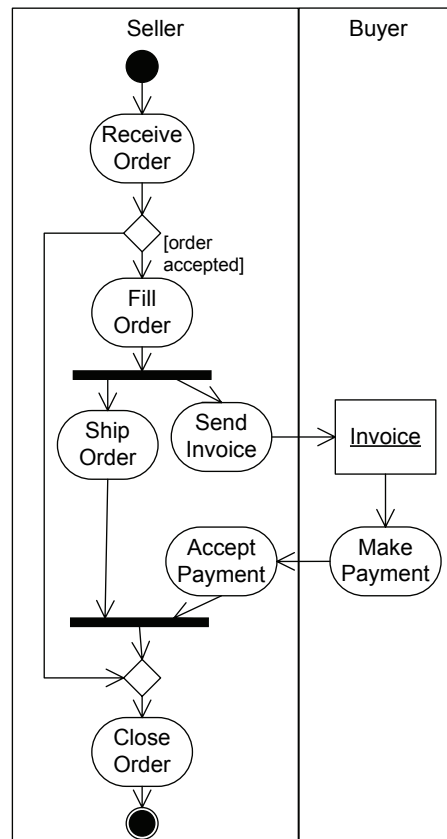 Seller
Buyer
Receive
Order
[order
accepted]
Fill
Order
Ship
Order
Send
Invoice
Invoice
Accept
Payment
Make
Payment
Close
Order